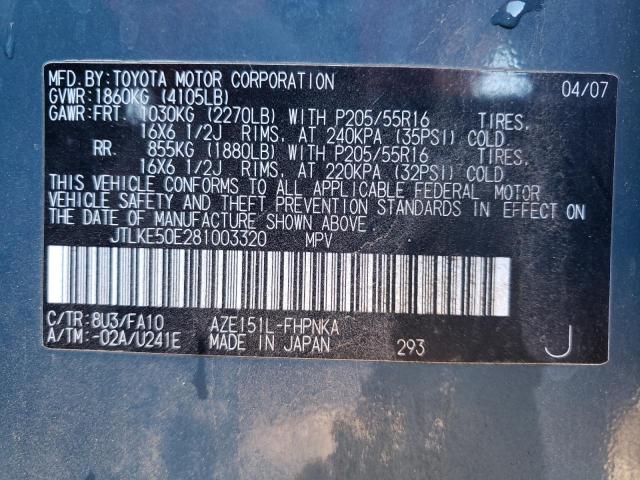 MFD. BY: TOYOTA MOTOR CORPORATION 04/07
GVWR: 1860KG (4105LB)
GAWR: FRT. 1030KG (2270LB) WITH P205/55R16 TIRES,
16X6 1/2J RIMS, AT 240KPA (35PSI) COLD
RR. 855KG (1880LB) WITH P205/55R16 TIRES,
16X6 1/2J RIMS, AT 220KPA (32PSI) COLD
THIS VEHICLE CONFORMS TO ALL APPLICABLE FEDERAL MOTOR
VEHICLE SAFETY AND THEFT PREVENTION STANDARDS IN EFFECT ON
THE DATE OF MANUFACTURE SHOWN ABOVE.
JTLKE50E281003320 MPV
C/TR: 8U3/FA10 AZE151L-FHPNKA
A/TM: -02A/U241E MADE IN JAPAN 293 J